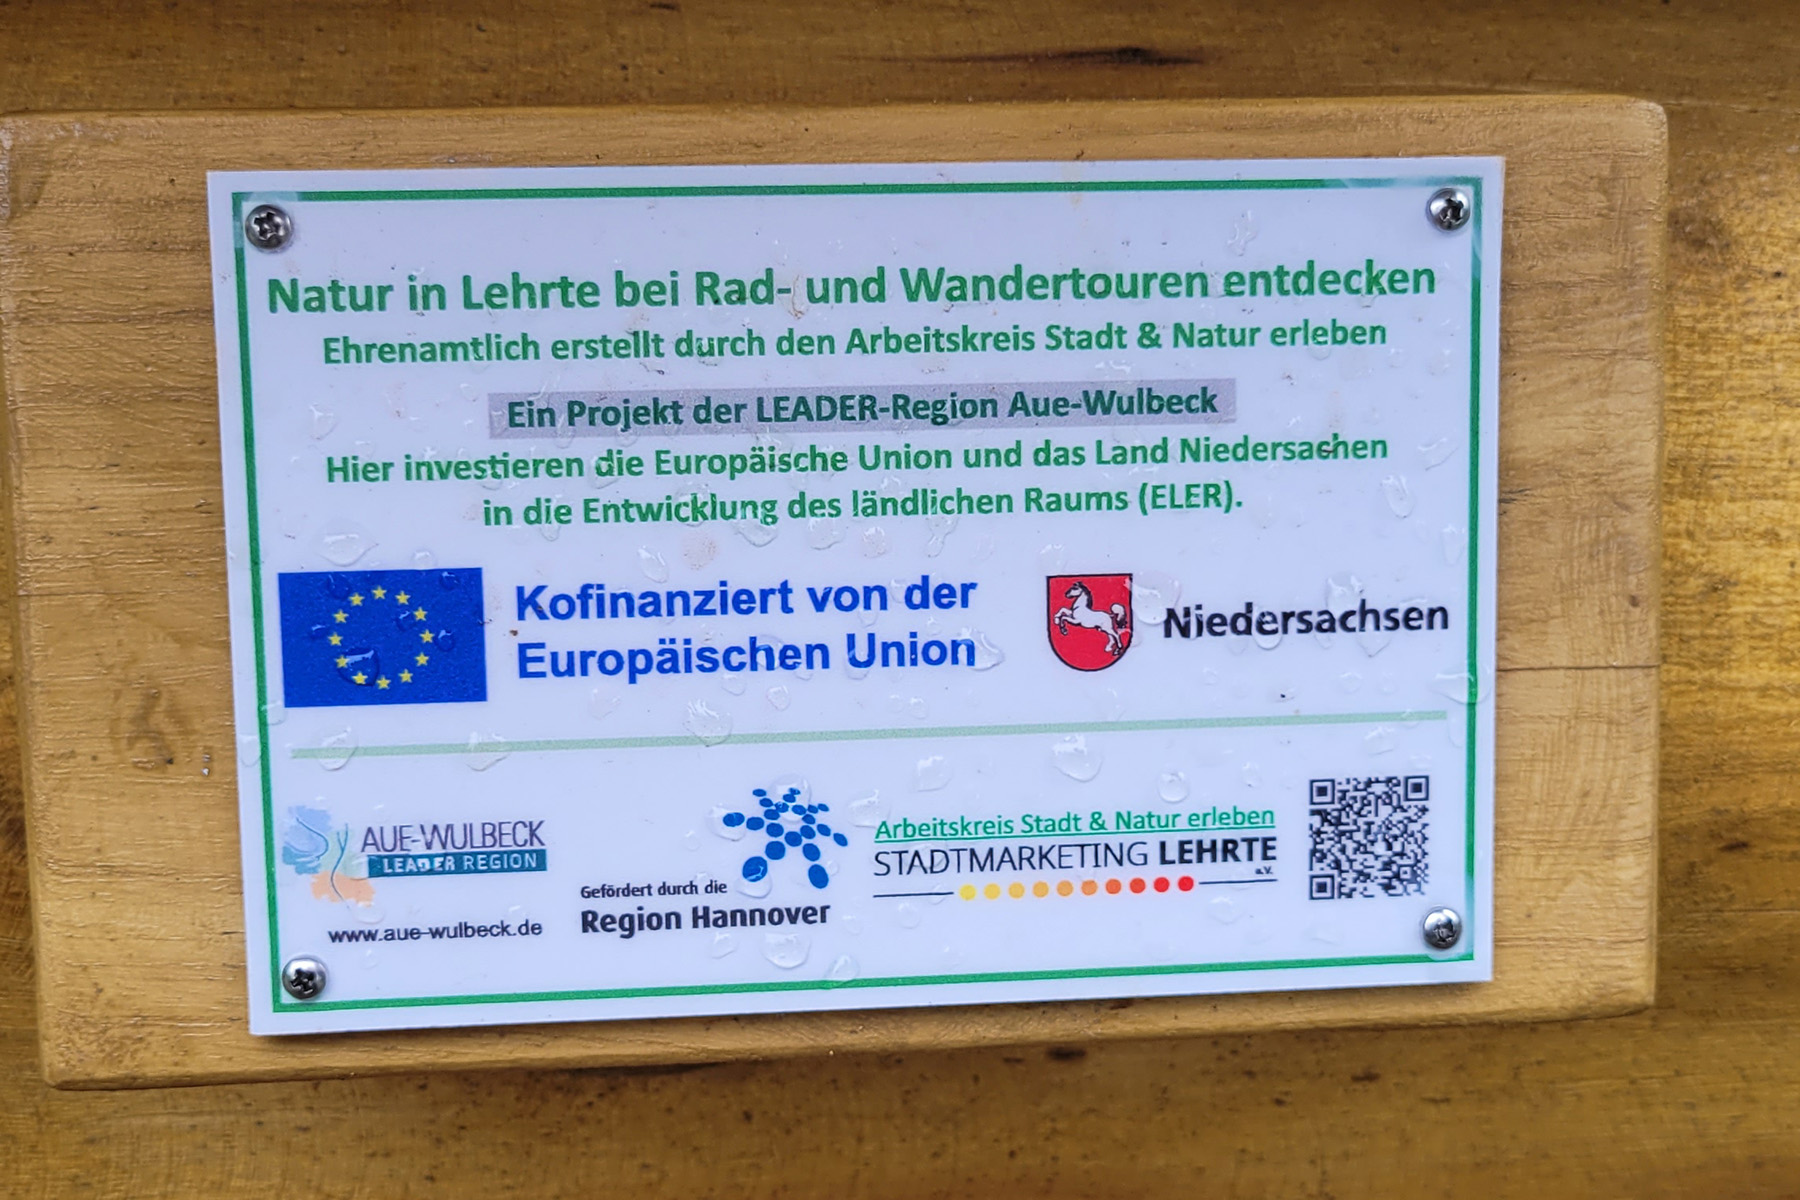 Natur in Lehrte bei Rad- und Wandertouren entdecken
Ehrenamtlich erstellt durch den Arbeitskreis Stadt & Natur erleben
Ein Projekt der LEADER-Region Aue-Wulbeck
Hier investieren die Europäische Union und das Land Niedersachen
in die Entwicklung des ländlichen Raums (ELER).
Kofinanziert von der
Europäischen Union
Niedersachsen
AUE-WULBECK
LEADER REGION
www.aue-wulbeck.de
Gefördert durch die
Region Hannover
Arbeitskreis Stadt & Natur erleben
STADTMARKETING LEHRTE
e.V.